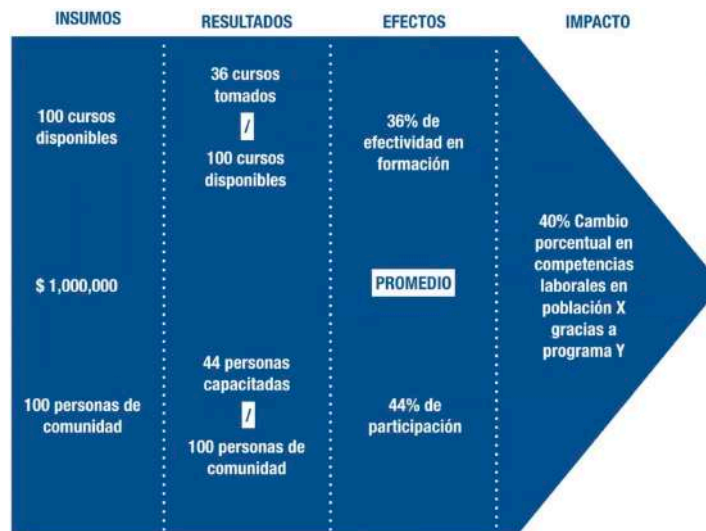 INSUMOS
RESULTADOS
EFECTOS
IMPACTO
100 cursos
disponibles
$ 1,000,000
100 personas de
comunidad
36 cursos
tomados
/
100 cursos
disponibles
44 personas
capacitadas
/
100 personas de
comunidad
36% de
efectividad en
formación
PROMEDIO
44% de
participación
40% Cambio
porcentual en
competencias
laborales en
población X
gracias a
programa Y